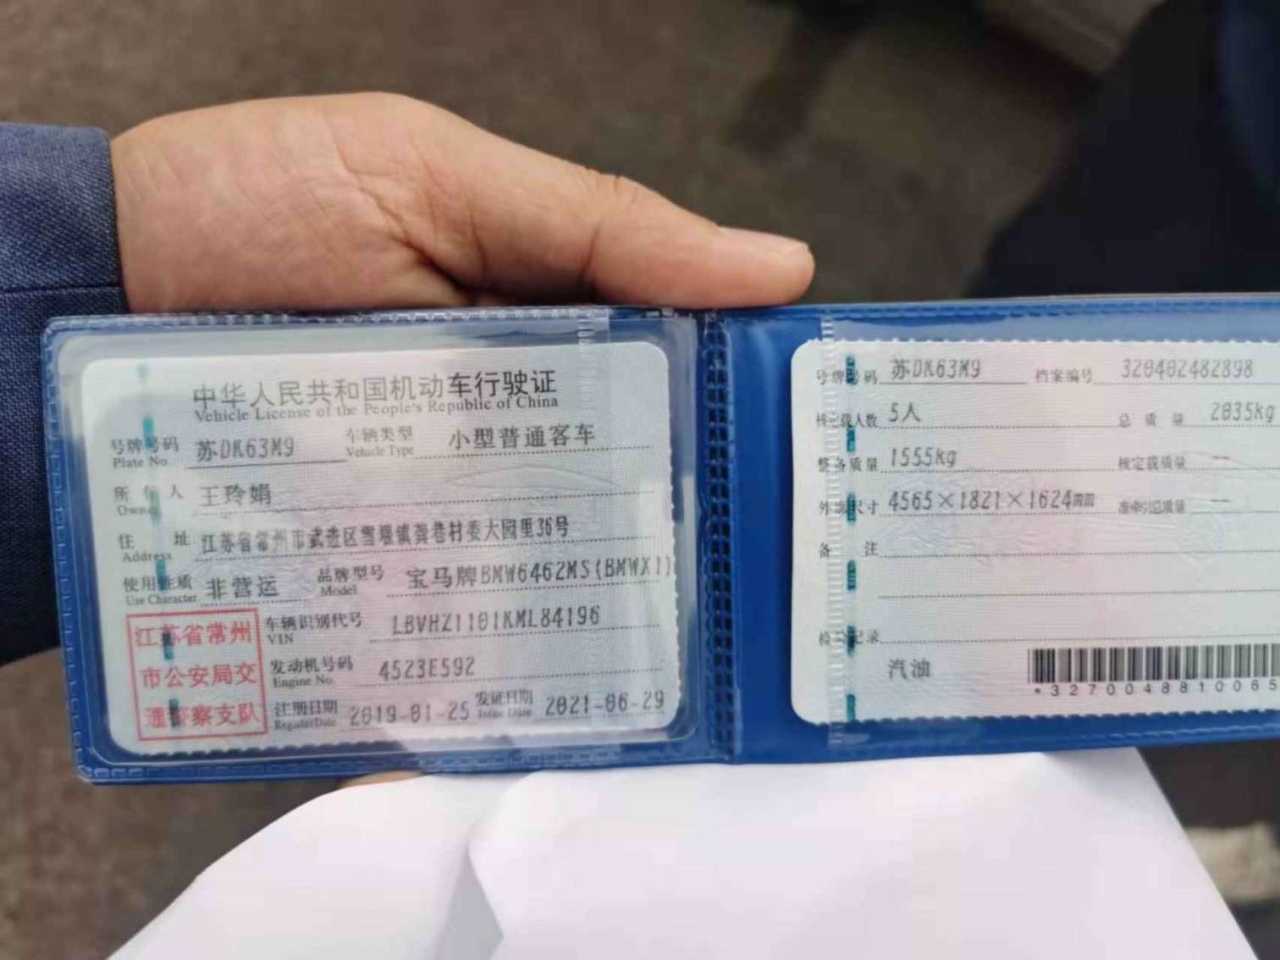 中华人民共和国机动车行驶证
Vehicle License of the People's Republic of China
号牌号码 苏DK63M9 车辆类型 小型普通客车
Plate No. Vehicle Type
所有人 王玲娟
Owner
住址 江苏省常州市武进区雪堰镇龚巷村委大园里36号
Address
使用性质 非营运 品牌型号 宝马牌BMW6462MS(BMWX1)
Use Character Model
江苏省常州 车辆识别代号 LBVHZ1101KML84196
VIN
市公安局交 发动机号码 4523E592
Engine No.
通警察支队 注册日期 2019-01-25 发证日期 2021-06-29
Register Date Issue Date
号牌号码 苏DK63M9 档案编号 320402482898
核定载人数 5人 总质量 2035kg
整备质量 1555kg 核定载质量 --
外廓尺寸 4565×1821×1624mm 准牵引总质量 --
备注
检验记录
汽油
*3270048810065